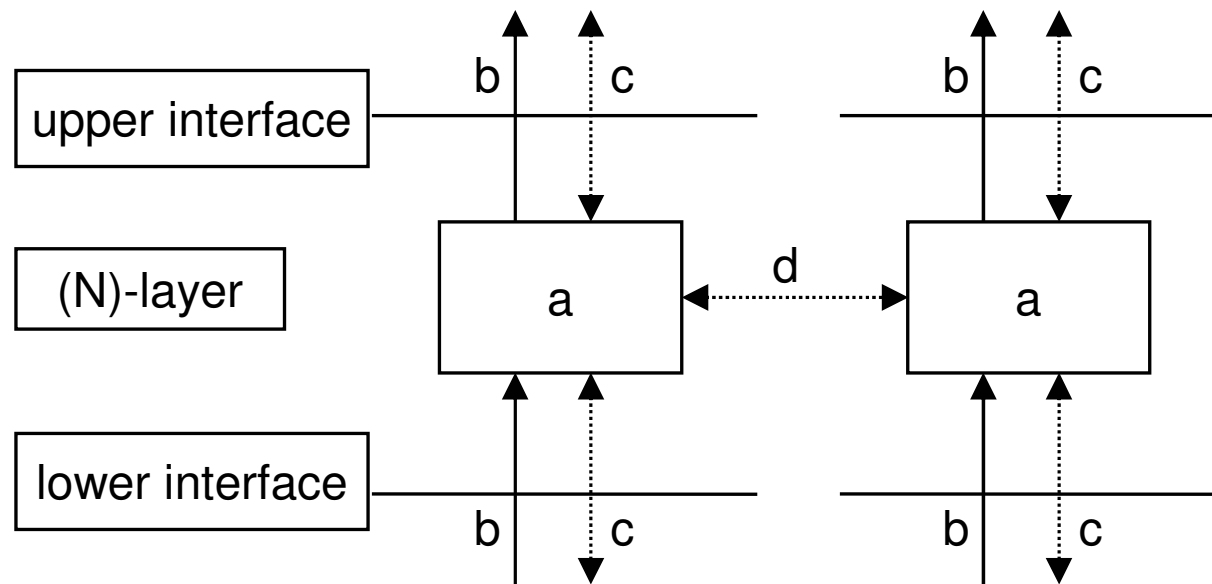 b c b c
upper interface
d
(N)-layer a a
lower interface
b c b c